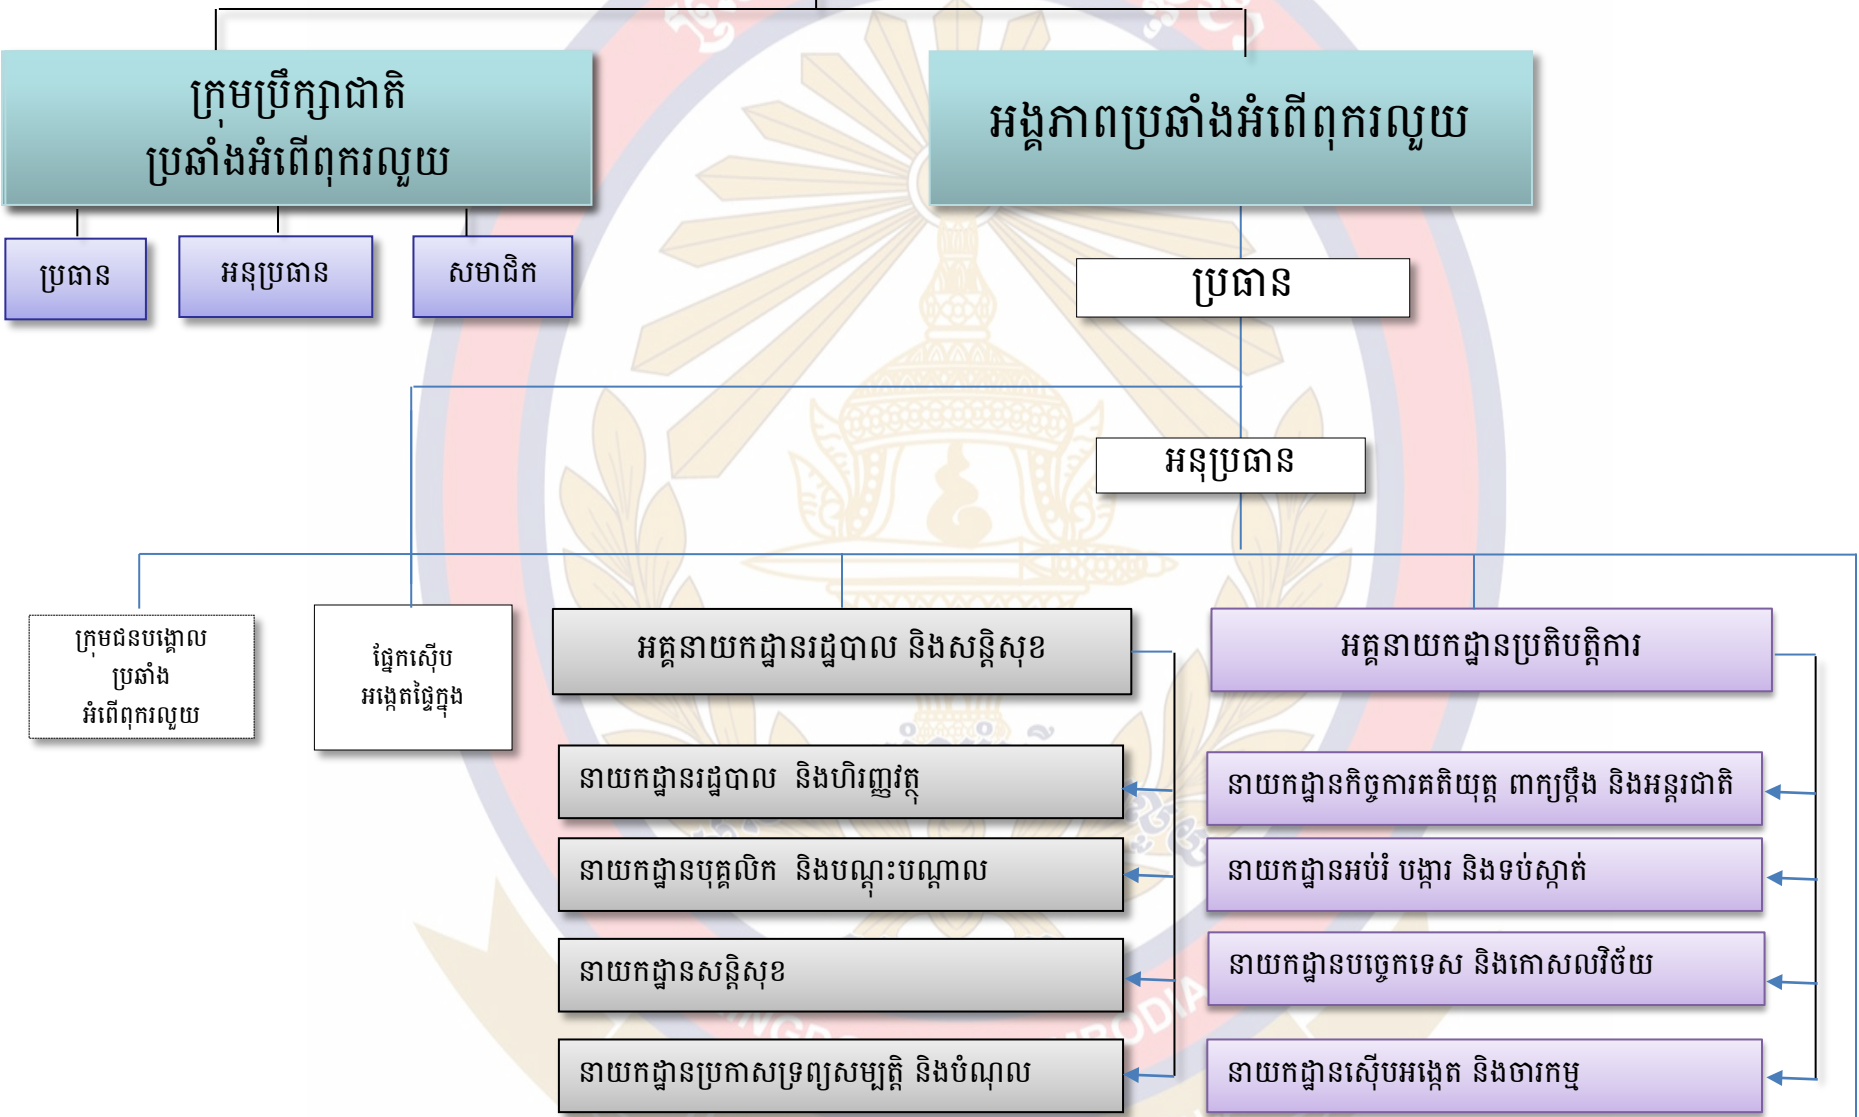 ក្រុមប្រឹក្សាជាតិ
ប្រឆាំងអំពើពុករលួយ
អង្គភាពប្រឆាំងអំពើពុករលួយ
ប្រធាន
អនុប្រធាន
សមាជិក
ប្រធាន
អនុប្រធាន
ក្រុមជនបង្គោល
ប្រឆាំង
អំពើពុករលួយ
ផ្នែកស៊ើប
អង្កេតផ្ទៃក្នុង
អគ្គនាយកដ្ឋានរដ្ឋបាល និងសន្តិសុខ
នាយកដ្ឋានរដ្ឋបាល និងហិរញ្ញវត្ថុ
នាយកដ្ឋានបុគ្គលិក និងបណ្តុះបណ្តាល
នាយកដ្ឋានសន្តិសុខ
នាយកដ្ឋានប្រកាសទ្រព្យសម្បត្តិ និងបំណុល
អគ្គនាយកដ្ឋានប្រតិបត្តិការ
នាយកដ្ឋានកិច្ចការគតិយុត្ត ពាក្យប្តឹង និងអន្តរជាតិ
នាយកដ្ឋានអប់រំ បង្ការ និងទប់ស្កាត់
នាយកដ្ឋានបច្ចេកទេស និងកោសលវិច័យ
នាយកដ្ឋានស៊ើបអង្កេត និងចារកម្ម